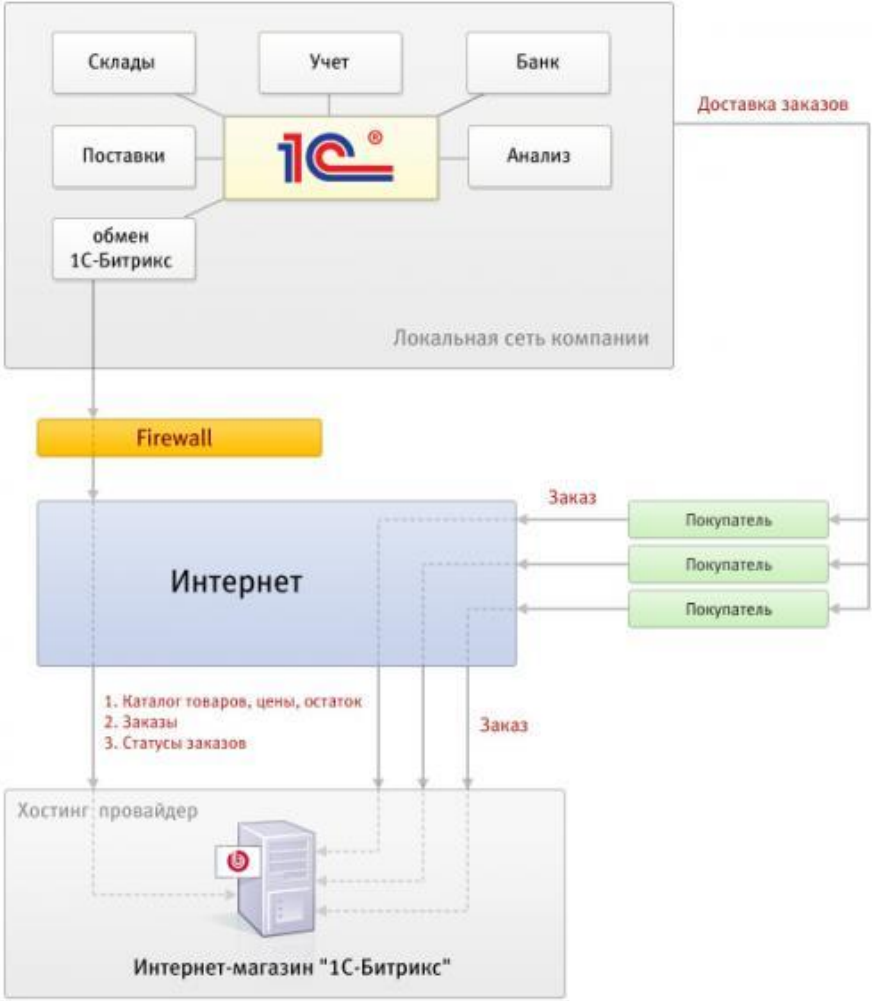 Склады
Учет
Банк
Доставка заказов
Поставки
1С®
Анализ
обмен
1С-Битрикс
Локальная сеть компании
Firewall
Заказ
Покупатель
Интернет
Покупатель
Покупатель
1. Каталог товаров, цены, остаток
2. Заказы
3. Статусы заказов
Заказ
Хостинг провайдер
Интернет-магазин "1С-Битрикс"